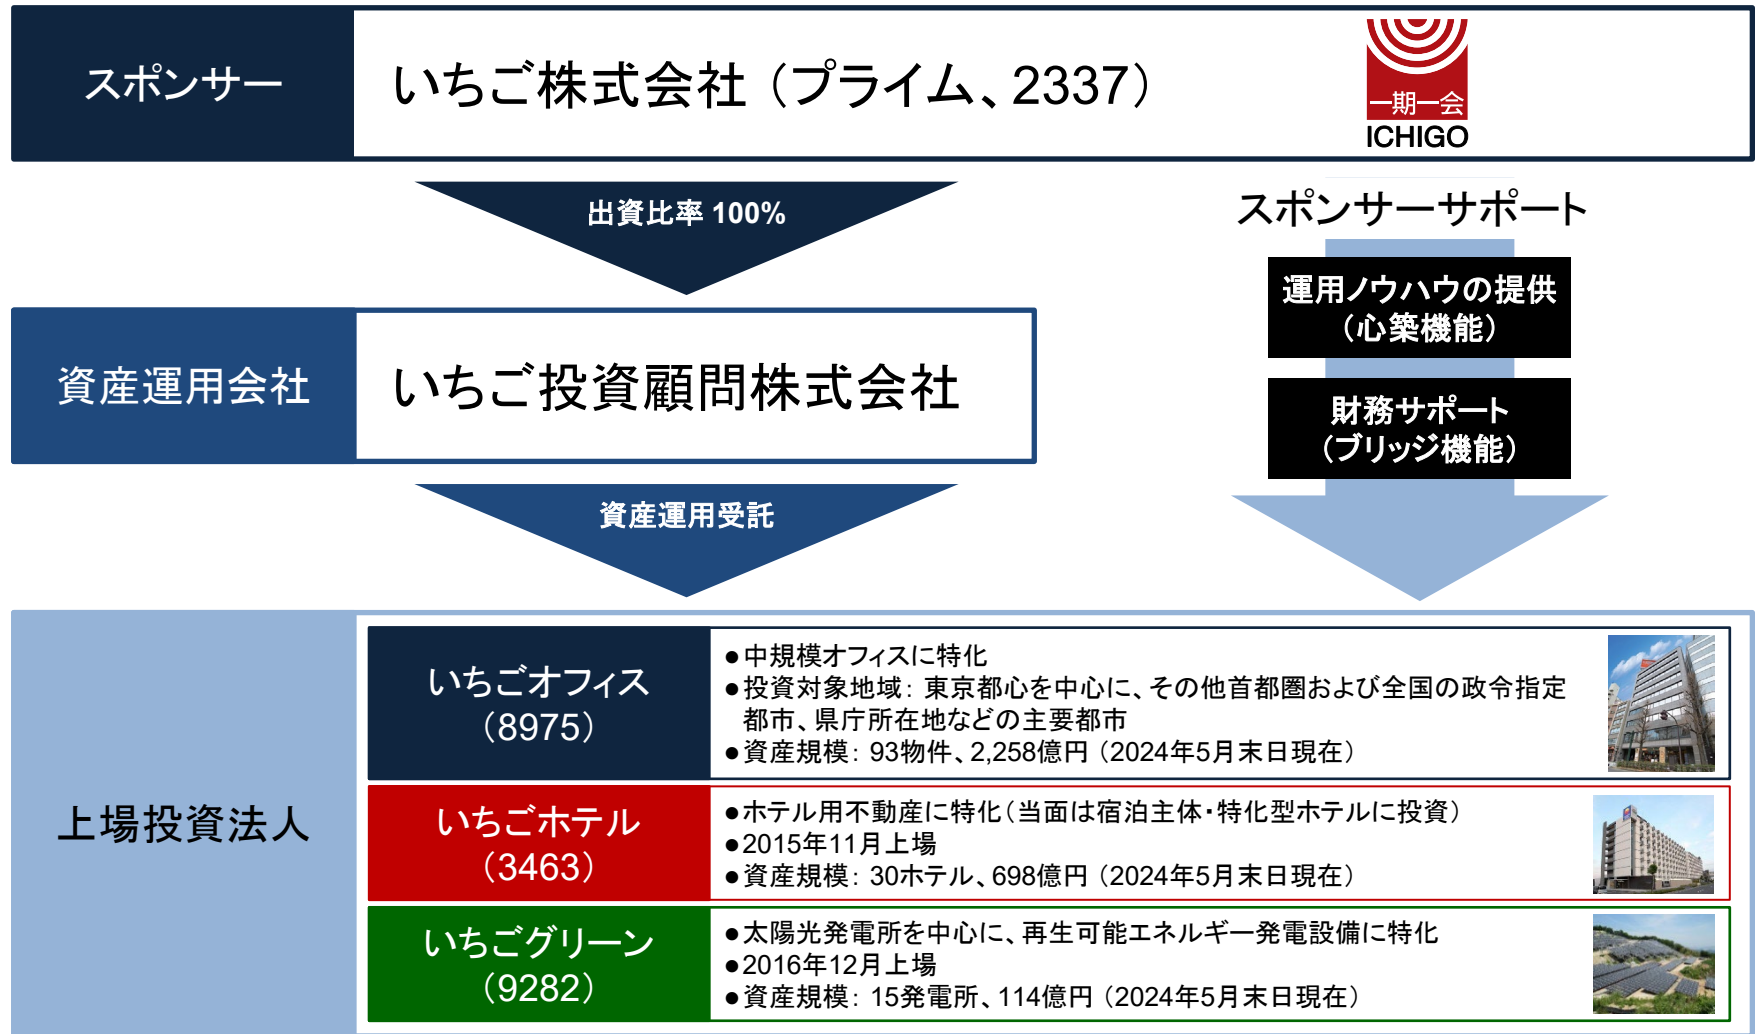 スポンサー
いちご株式会社（プライム、2337）
一期一会
ICHIGO
出資比率 100%
スポンサーサポート
運用ノウハウの提供
（心築機能）
財務サポート
（ブリッジ機能）
資産運用会社
いちご投資顧問株式会社
資産運用受託
上場投資法人
いちごオフィス
（8975）
●中規模オフィスに特化
●投資対象地域： 東京都心を中心に、その他首都圏および全国の政令指定
都市、県庁所在地などの主要都市
●資産規模： 93物件、2,258億円（2024年5月末日現在）
いちごホテル
（3463）
●ホテル用不動産に特化（当面は宿泊主体・特化型ホテルに投資）
●2015年11月上場
●資産規模： 30ホテル、698億円（2024年5月末日現在）
いちごグリーン
（9282）
●太陽光発電所を中心に、再生可能エネルギー発電設備に特化
●2016年12月上場
●資産規模： 15発電所、114億円（2024年5月末日現在）